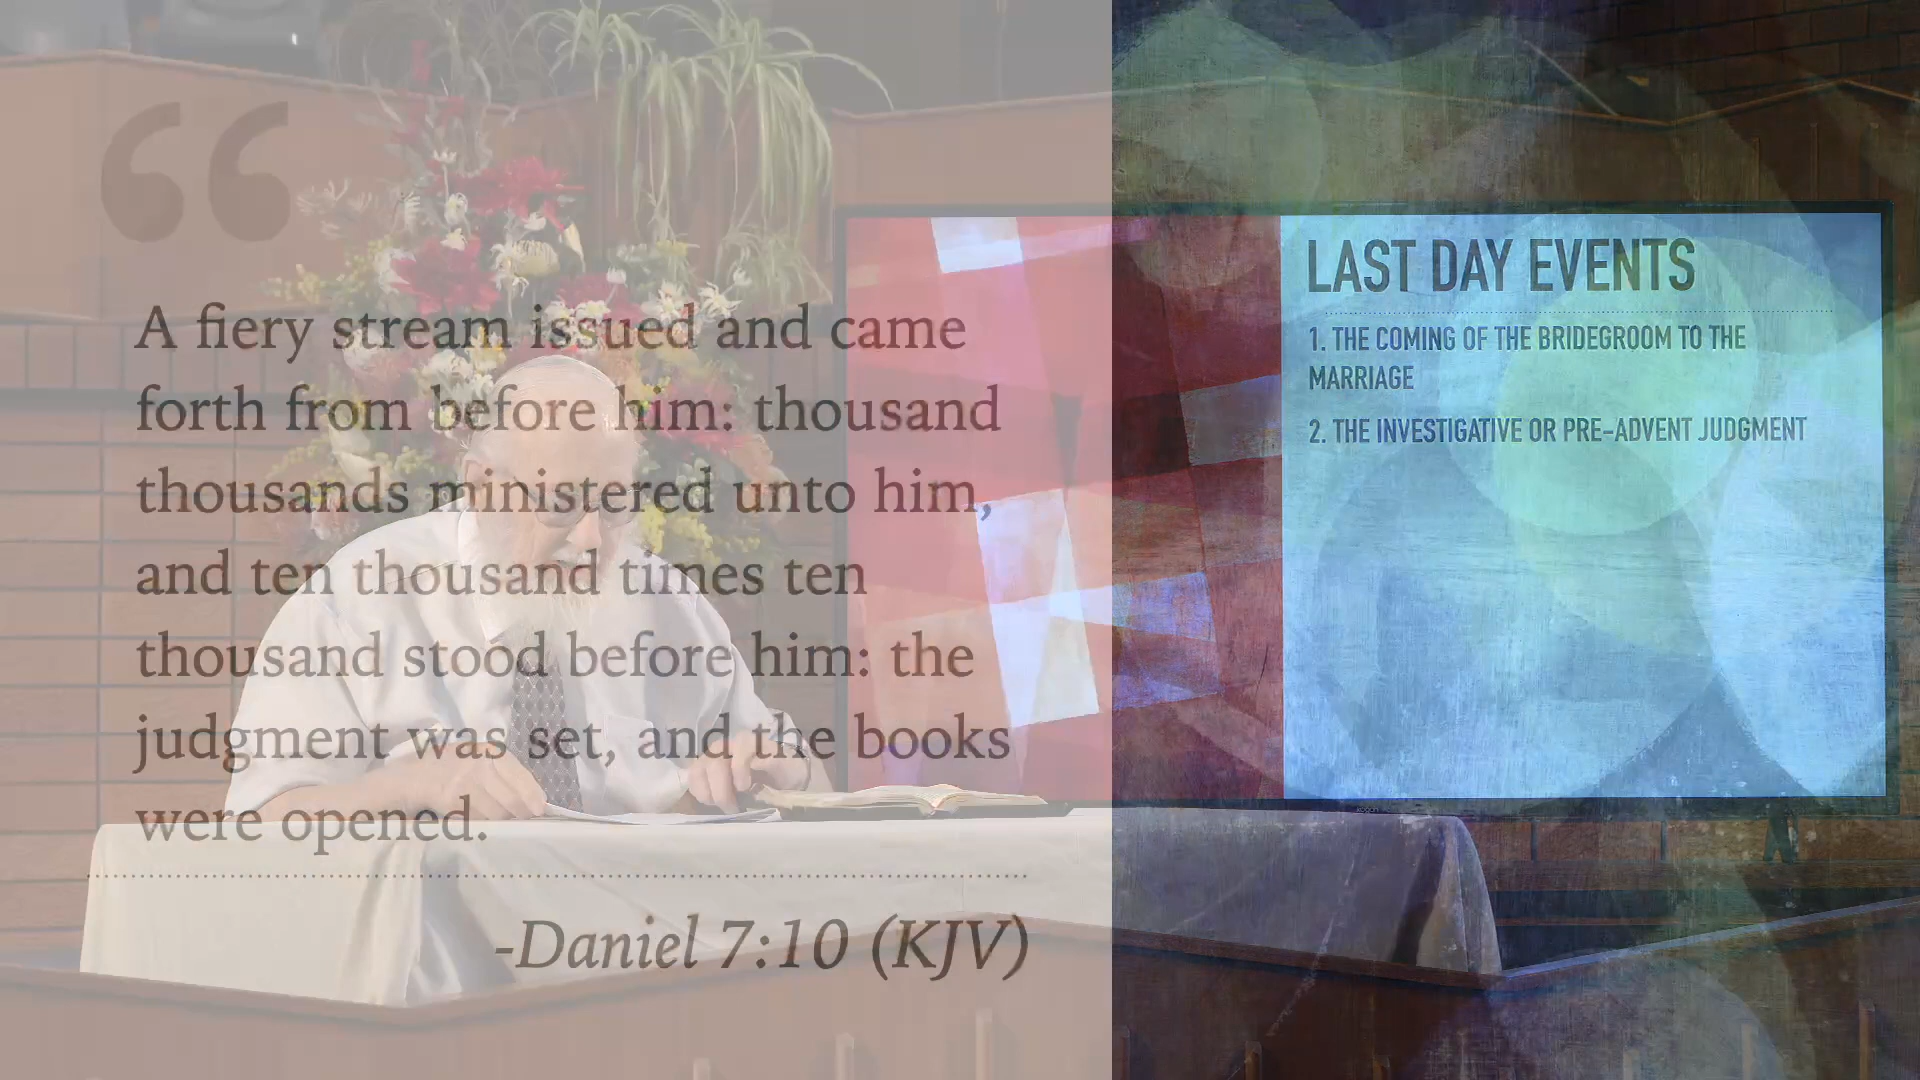 A fiery stream issued and came
forth from before him: thousand
thousands ministered unto him,
and ten thousand times ten
thousand stood before him: the
judgment was set, and the books
were opened.
-Daniel 7:10 (KJV)
LAST DAY EVENTS
1. THE COMING OF THE BRIDEGROOM TO THE
MARRIAGE
2. THE INVESTIGATIVE OR PRE-ADVENT JUDGMENT